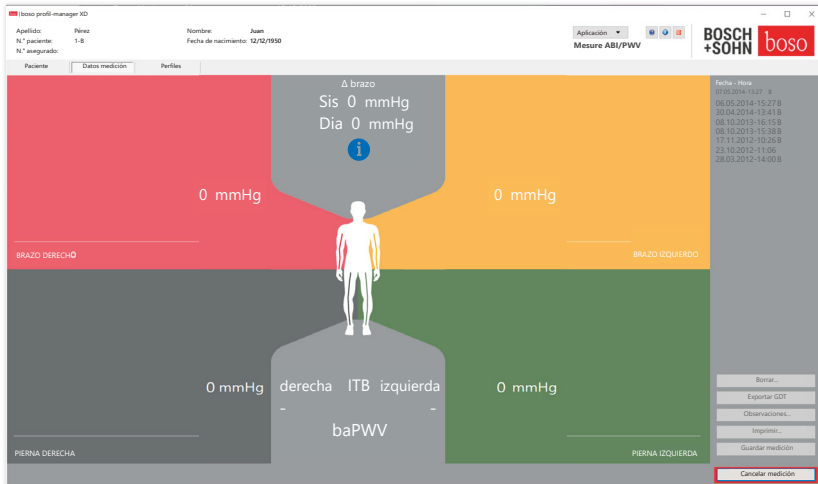 boso profil-manager XD
Apellido: Pérez Nombre: Juan
N.° paciente: 1-B Fecha de nacimiento: 12/12/1950
N.° asegurado:
Aplicación
Mesure ABI/PWV
BOSCH
+SOHN
boso
Paciente Datos medición Perfiles
Δ brazo
Sis 0 mmHg
Dia 0 mmHg
i
0 mmHg 0 mmHg
BRAZO DERECHO BRAZO IZQUIERDO
0 mmHg derecha ITB izquierda 0 mmHg
- -
baPWV
PIERNA DERECHA PIERNA IZQUIERDA
Fecha - Hora
07.05.2014-13:27 B
06.05.2014-15:27 B
30.04.2014-13:41 B
08.10.2013-16:15 B
08.10.2013-15:38 B
17.11.2012-10:26 B
23.10.2012-11:06
28.03.2012-14:00 B
Borrar...
Exportar GDT
Observaciones...
Imprimir...
Guardar medición
Cancelar medición